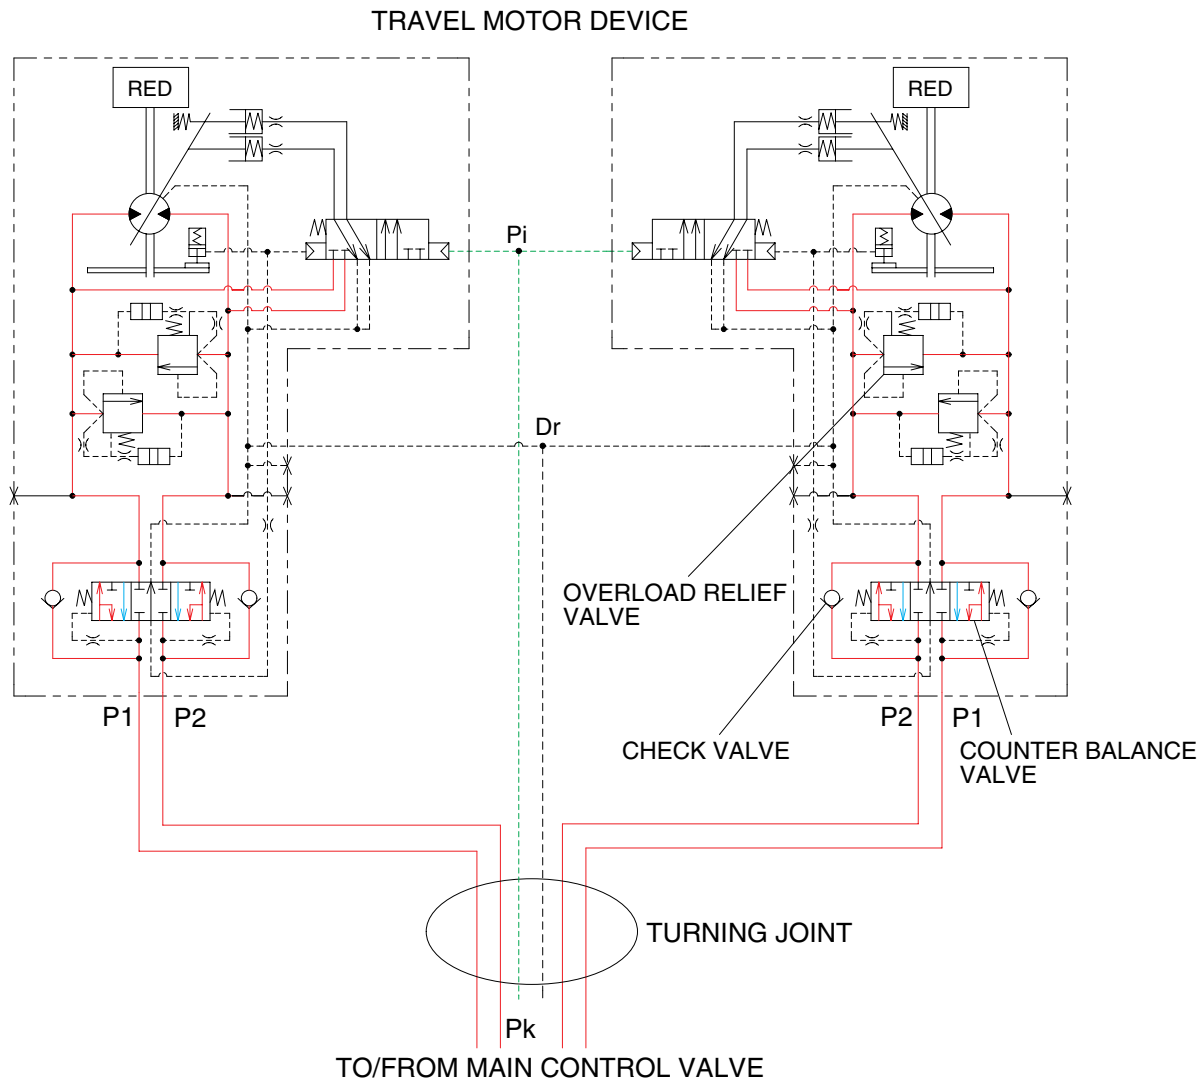 TRAVEL MOTOR DEVICE
RED
RED
Pi
Dr
OVERLOAD RELIEF
VALVE
P1
P2
P2
P1
CHECK VALVE
COUNTER BALANCE
VALVE
TURNING JOINT
Pk
TO/FROM MAIN CONTROL VALVE